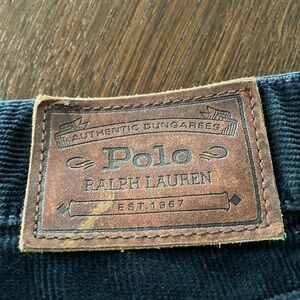 AUTHENTIC DUNGAREES
Polo
RALPH LAUREN
EST. 1967